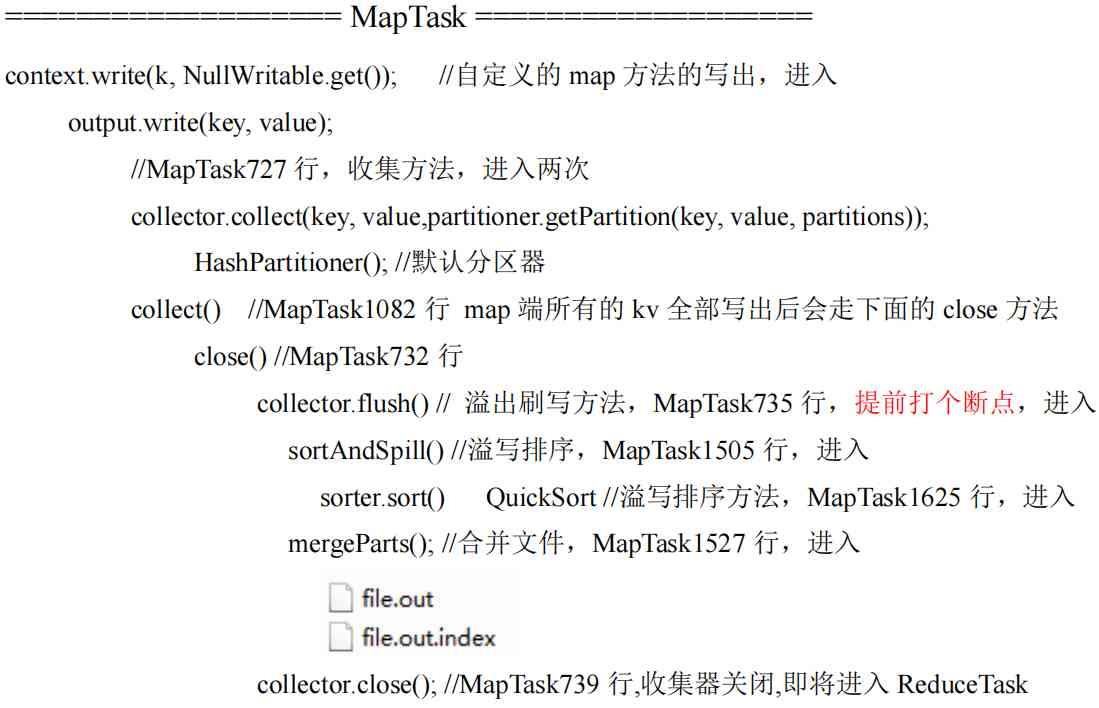 =================== MapTask ===================
context.write(k, NullWritable.get()); //自定义的 map 方法的写出，进入
output.write(key, value);
//MapTask727 行，收集方法，进入两次
collector.collect(key, value,partitioner.getPartition(key, value, partitions));
HashPartitioner(); //默认分区器
collect() //MapTask1082 行 map 端所有的 kv 全部写出后会走下面的 close 方法
close() //MapTask732 行
collector.flush() // 溢出刷写方法，MapTask735 行，提前打个断点，进入
sortAndSpill() //溢写排序，MapTask1505 行，进入
sorter.sort() QuickSort //溢写排序方法，MapTask1625 行，进入
mergeParts(); //合并文件，MapTask1527 行，进入
file.out
file.out.index
collector.close(); //MapTask739 行,收集器关闭,即将进入 ReduceTask